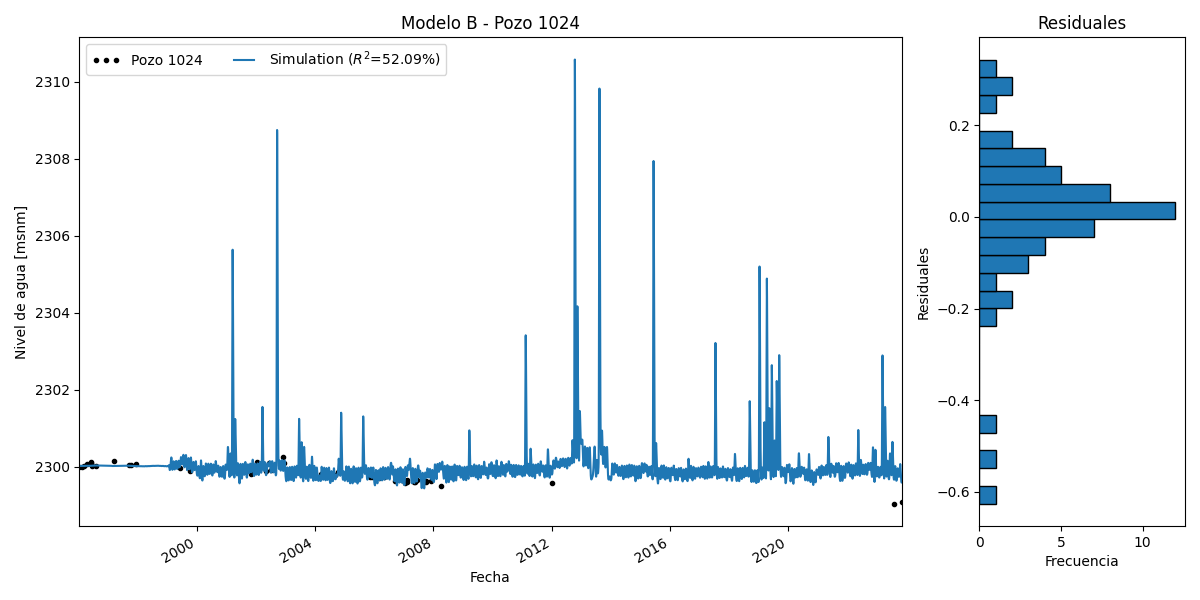 Modelo B - Pozo 1024
Pozo 1024
Simulation (R²=52.09%)
2310
2308
2306
2304
2302
2300
Nivel de agua [msnm]
2000
2004
2008
2012
2016
2020
Fecha
Residuales
0.2
0.0
−0.2
−0.4
−0.6
Residuales
0
5
10
Frecuencia